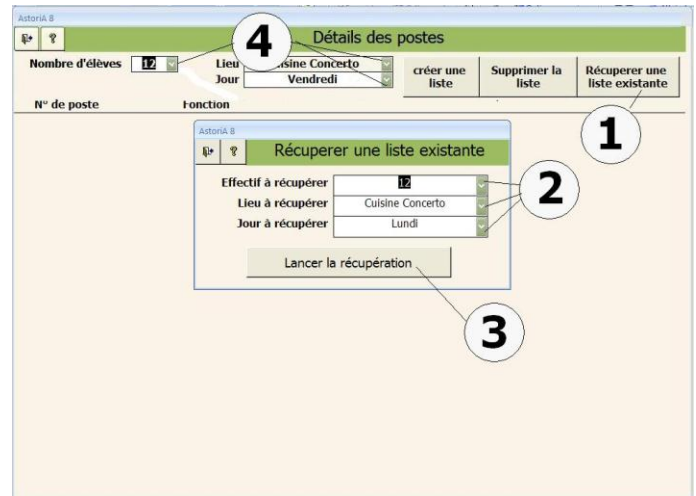 AstoriA 8
? Détails des postes
Nombre d'élèves 12 Lieu Cuisine Concerto
Jour Vendredi
créer une liste
Supprimer la liste
Récuperer une liste existante
N° de poste Fonction
4
1
AstoriA 8
? Récuperer une liste existante
Effectif à récupérer 12
Lieu à récupérer Cuisine Concerto
Jour à récupérer Lundi
2
Lancer la récupération
3